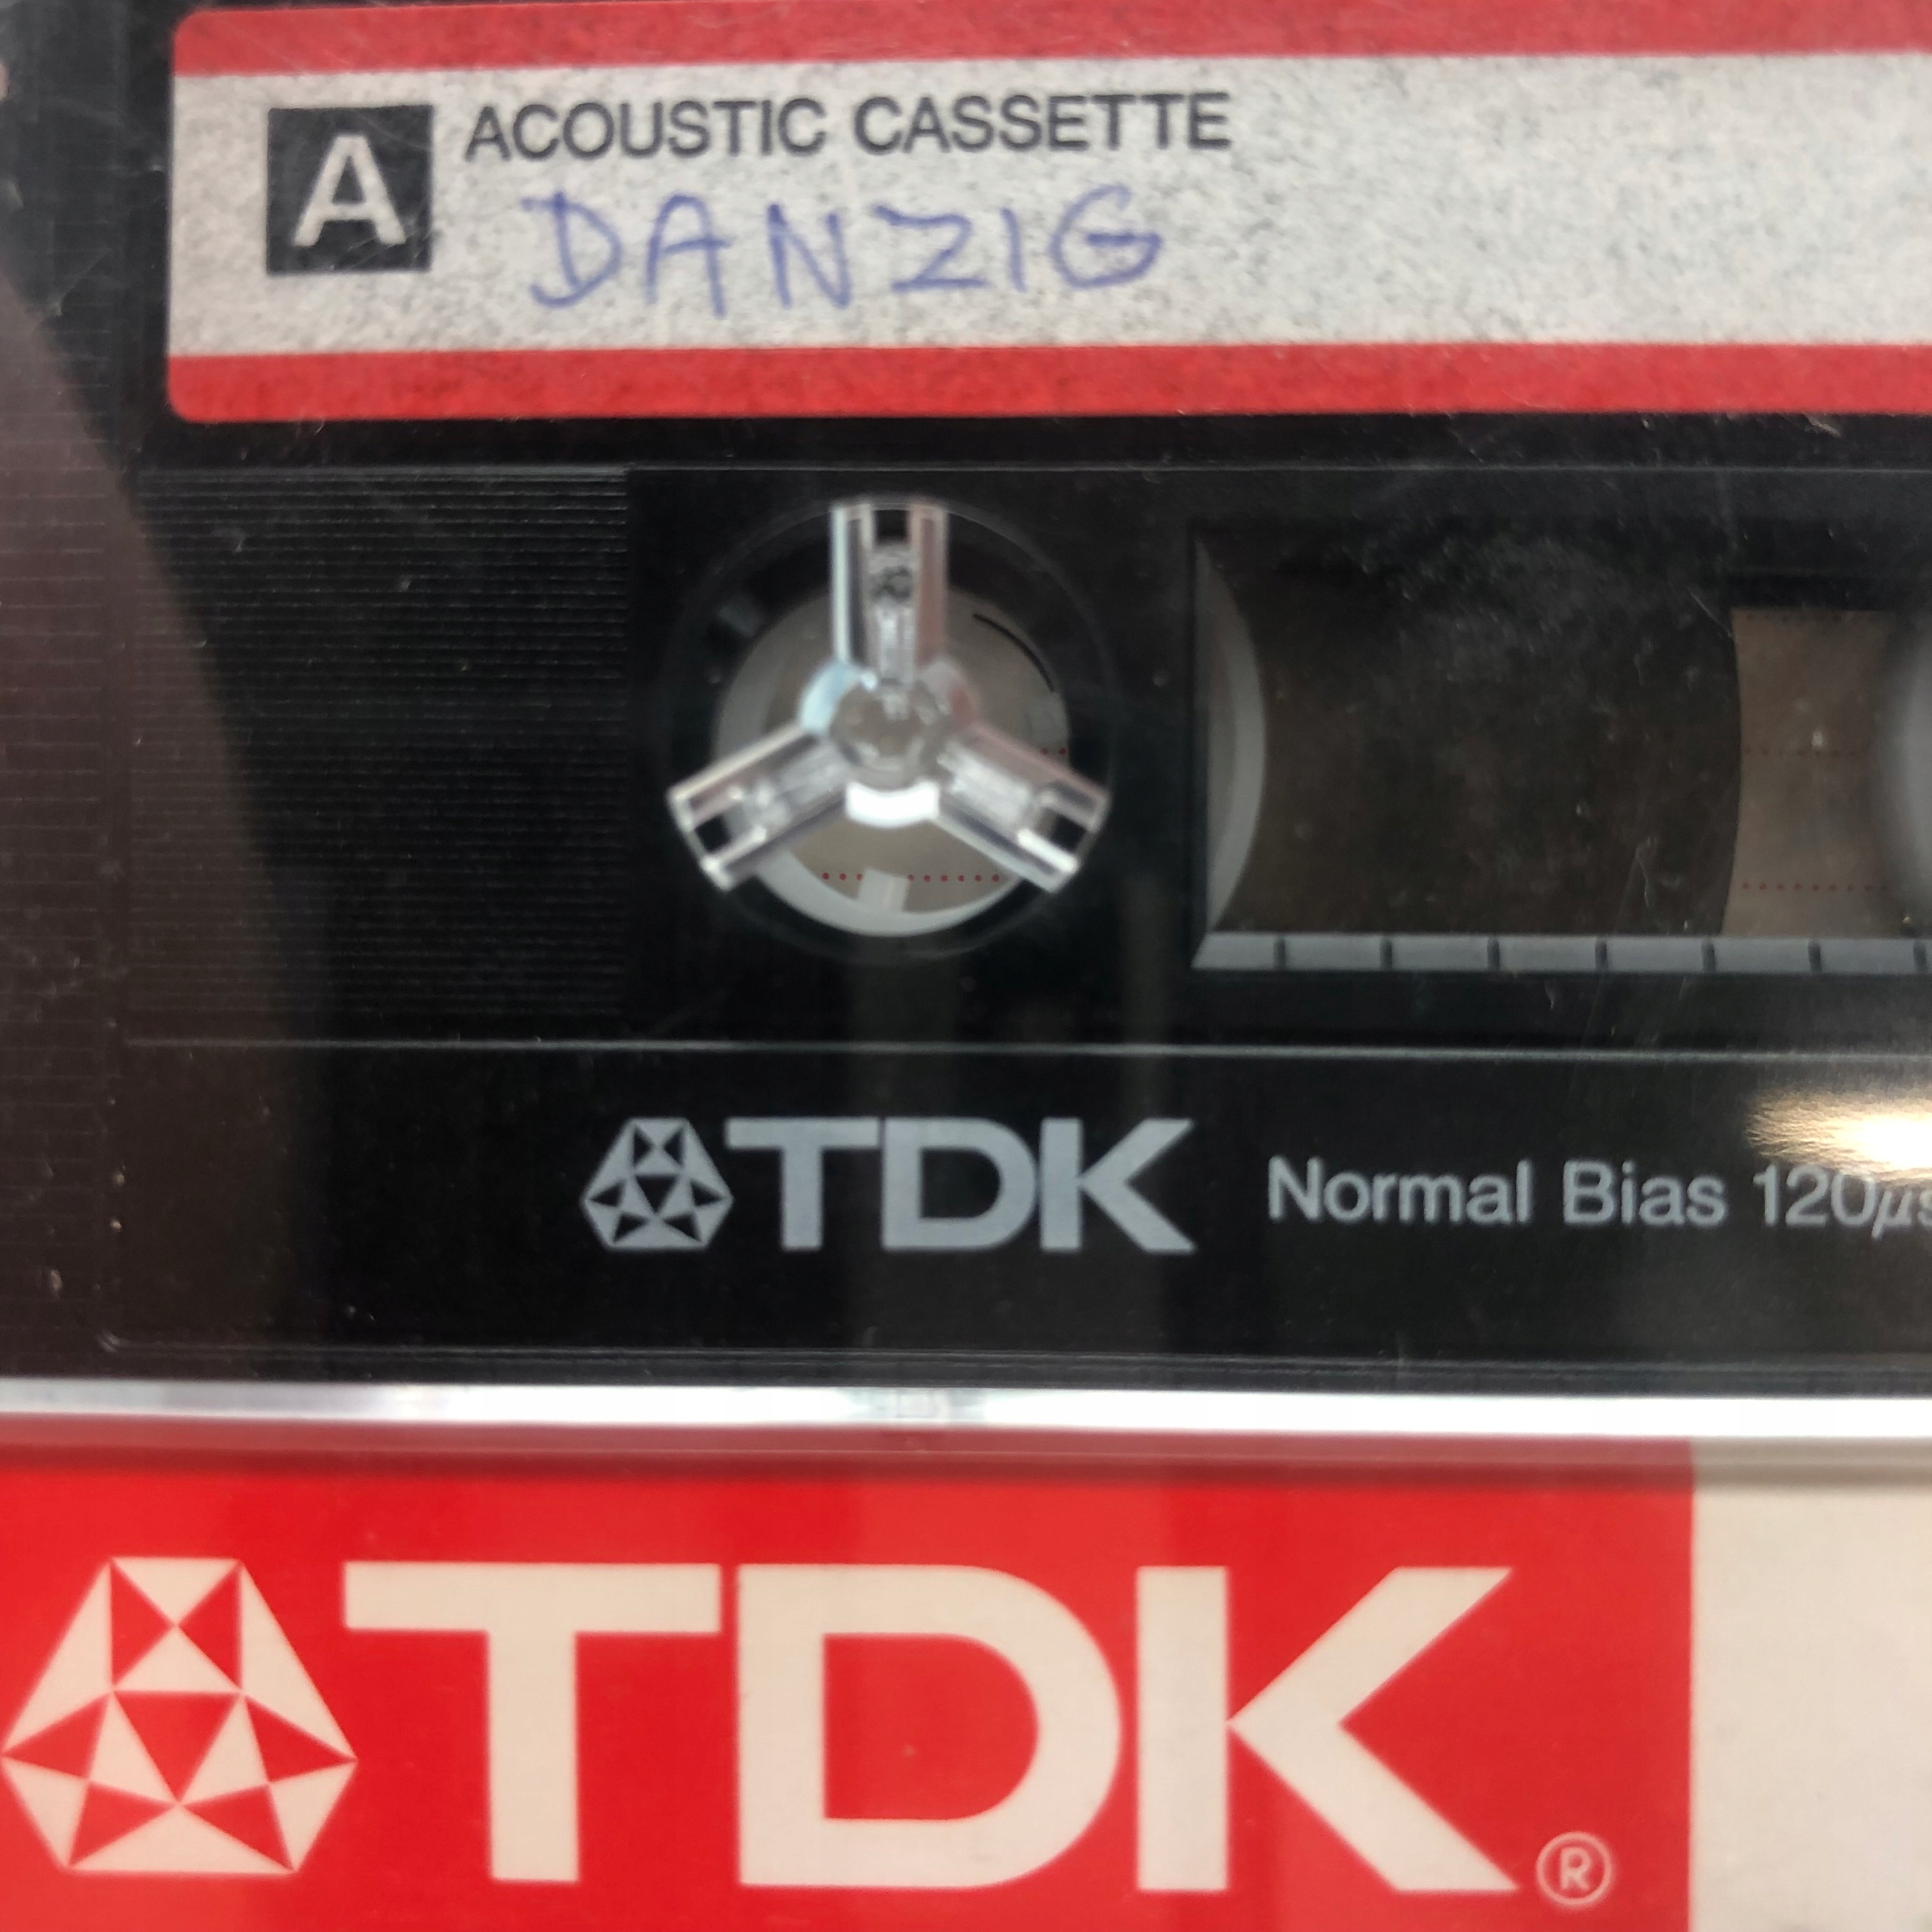 A ACOUSTIC CASSETTE
DANZIG
TDK Normal Bias 120μs
TDK®